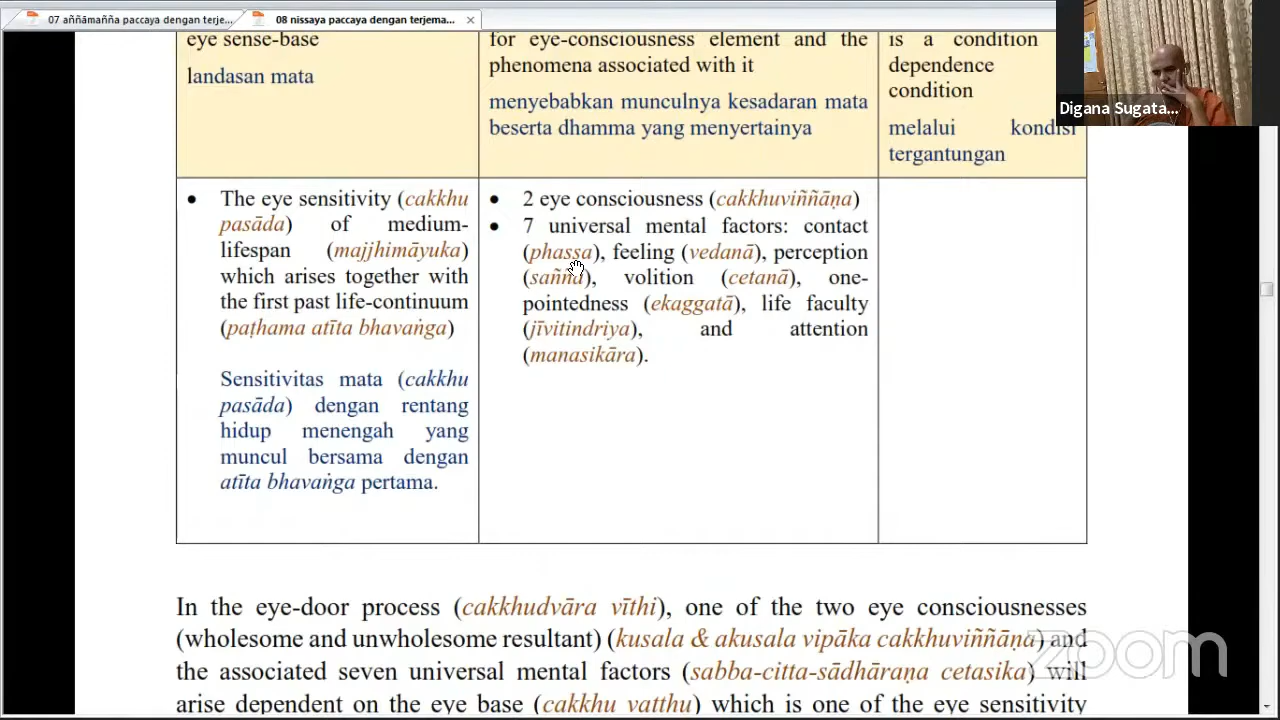 07 aññāmañña paccaya dengan terje...
08 nissaya paccaya dengan terjema...
eye sense-base
landasan mata
for eye-consciousness element and the
phenomena associated with it
menyebabkan munculnya kesadaran mata
beserta dhamma yang menyertainya
is a condition
dependence
condition
melalui kondisi
tergantungan
Digana Sugata...
• The eye sensitivity (cakkhu
pasāda) of medium-
lifespan (majjhimāyuka)
which arises together with
the first past life-continuum
(paṭhama atīta bhavaṅga)
Sensitivitas mata (cakkhu
pasāda) dengan rentang
hidup menengah yang
muncul bersama dengan
atīta bhavaṅga pertama.
• 2 eye consciousness (cakkhuviññāṇa)
• 7 universal mental factors: contact
(phassa), feeling (vedanā), perception
(saññā), volition (cetanā), one-
pointedness (ekaggatā), life faculty
(jīvitindriya), and attention
(manasikāra).
In the eye-door process (cakkhudvāra vīthi), one of the two eye consciousnesses
(wholesome and unwholesome resultant) (kusala & akusala vipāka cakkhuviññāṇa) and
the associated seven universal mental factors (sabba-citta-sādhāraṇa cetasika) will
arise dependent on the eye base (cakkhu vatthu) which is one of the eye sensitivity
zoom